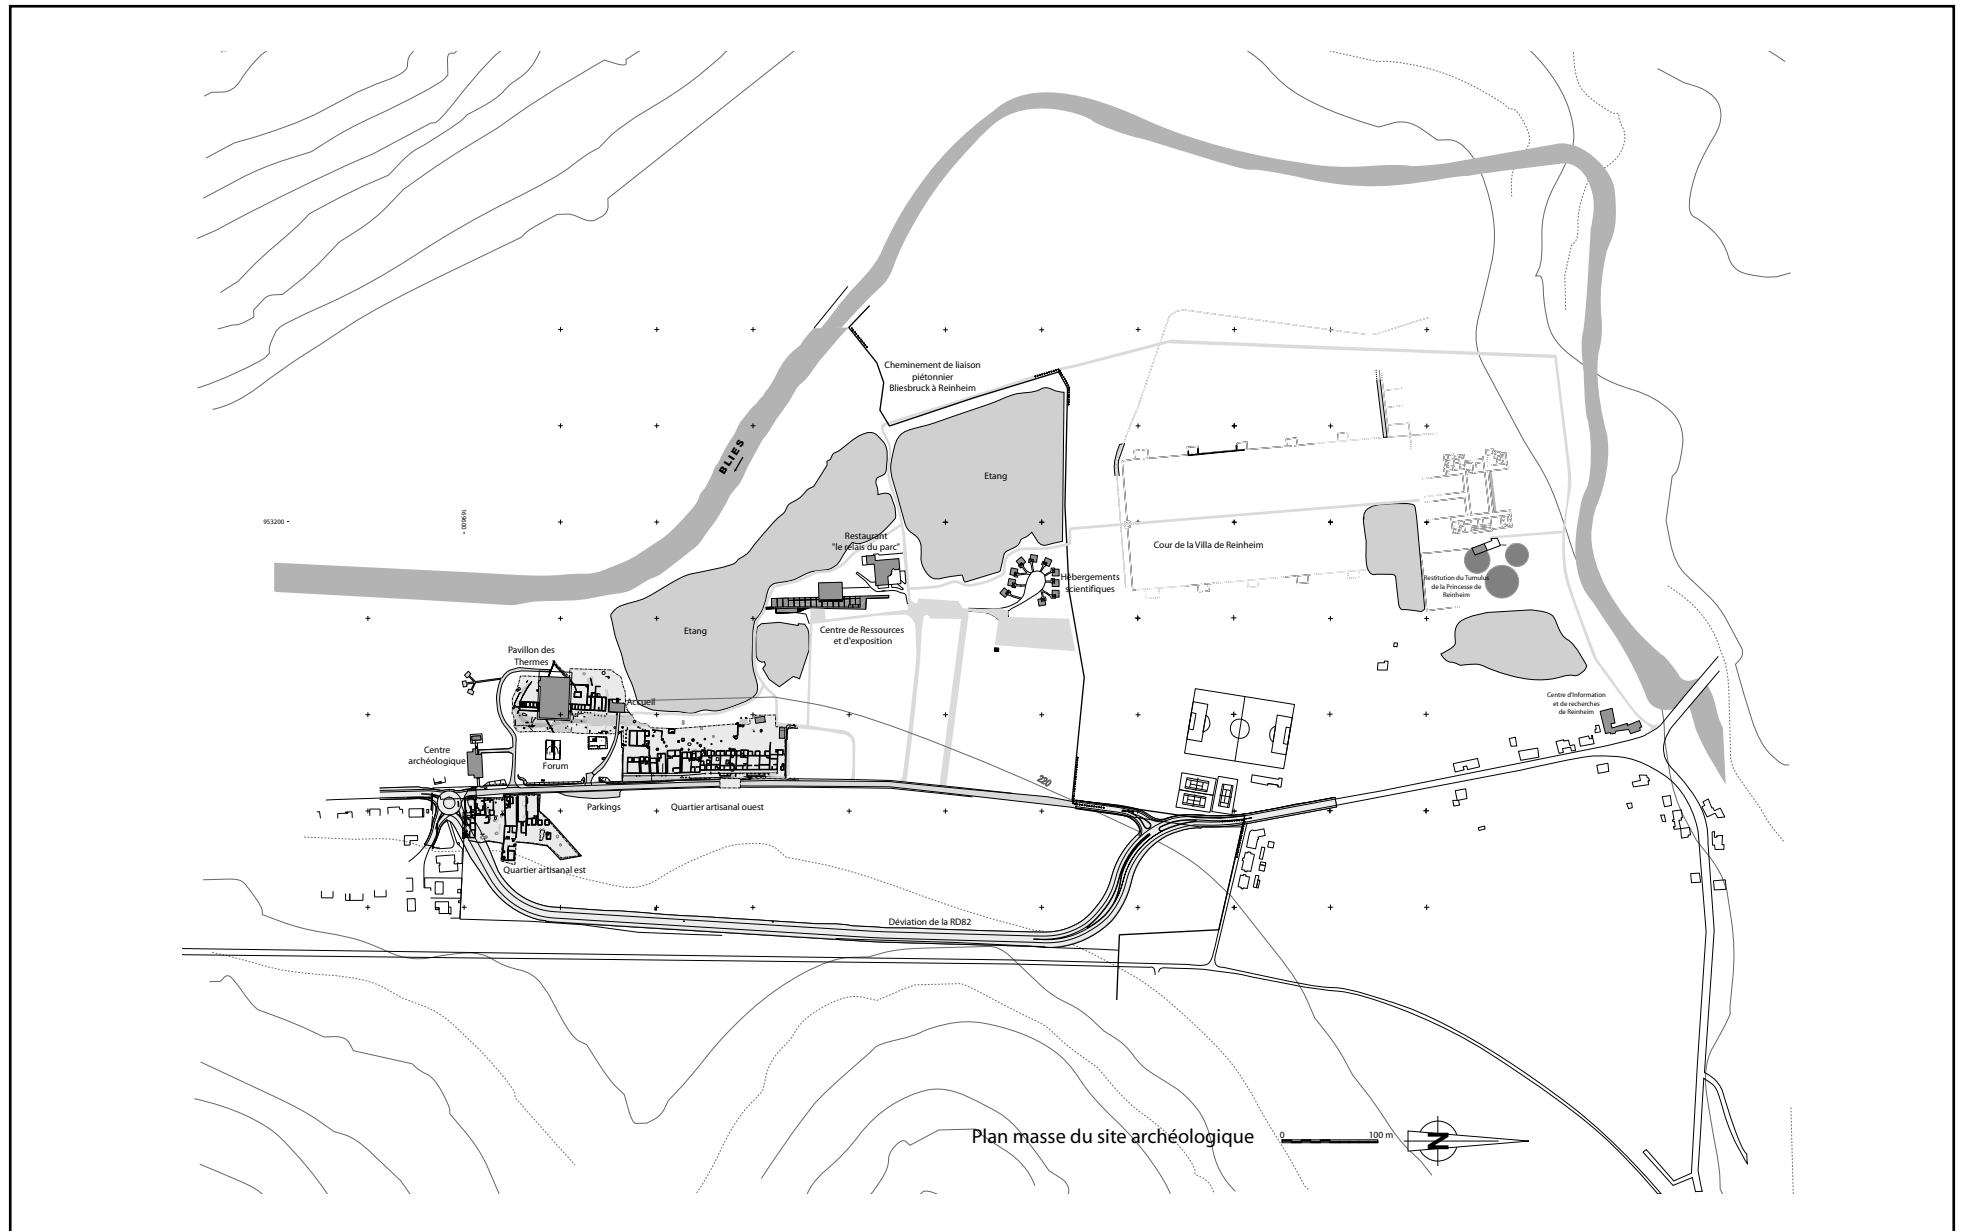 Cheminement de liaison
piétonnier
Bliesbruck à Reinheim
BLIES
Etang
953200
169600
Restaurant
"le relais du parc"
Cour de la Villa de Reinheim
Hébergements
scientifiques
Restitution du Tumulus
de la Princesse de
Reinheim
Etang
Centre de Ressources
et d'exposition
Pavillon des
Thermes
Accueil
Centre d'Information
et de recherches
de Reinheim
Centre
archéologique
Forum
220
Parkings
Quartier artisanal ouest
Quartier artisanal est
Déviation de la RD82
Plan masse du site archéologique
0
100 m
N